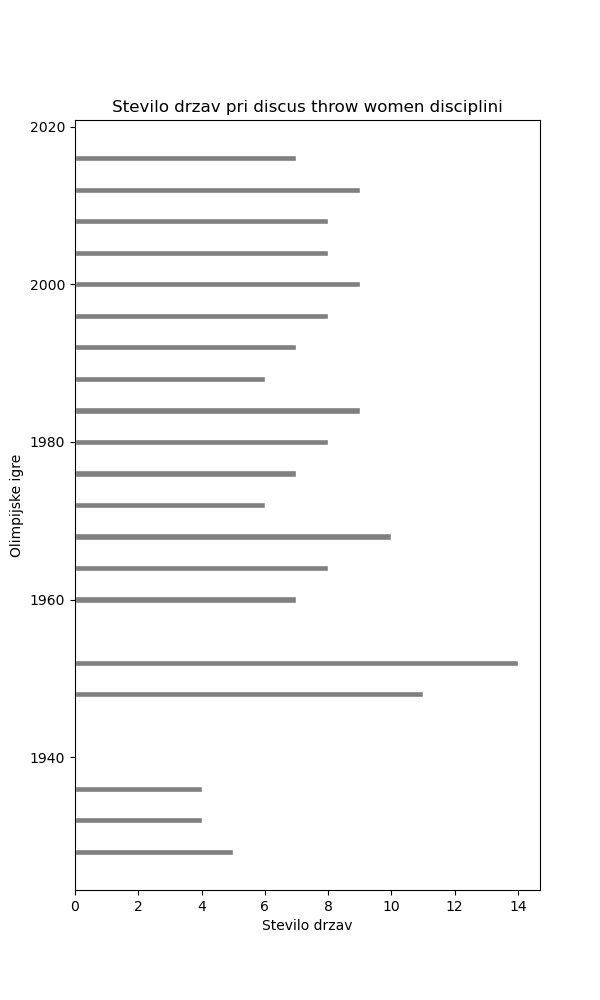 Stevilo drzav pri discus throw women disciplini
2020
2000
1980
Olimpijske igre
1960
1940
0 2 4 6 8 10 12 14
Stevilo drzav